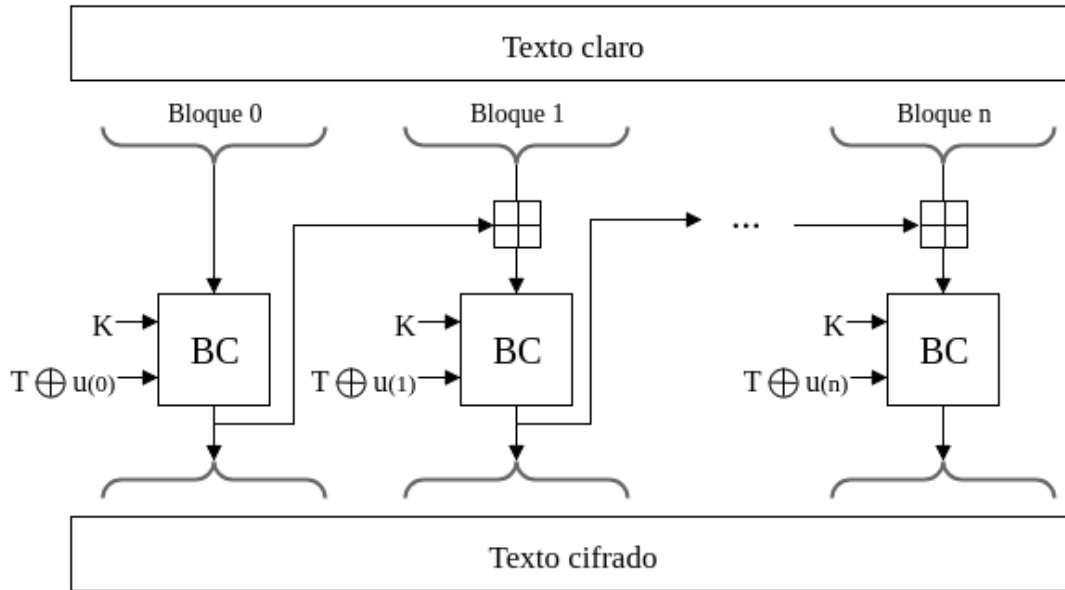 Texto claro
Bloque 0 Bloque 1 Bloque n
...
K K K
BC BC BC
T ⊕ u(0) T ⊕ u(1) T ⊕ u(n)
Texto cifrado